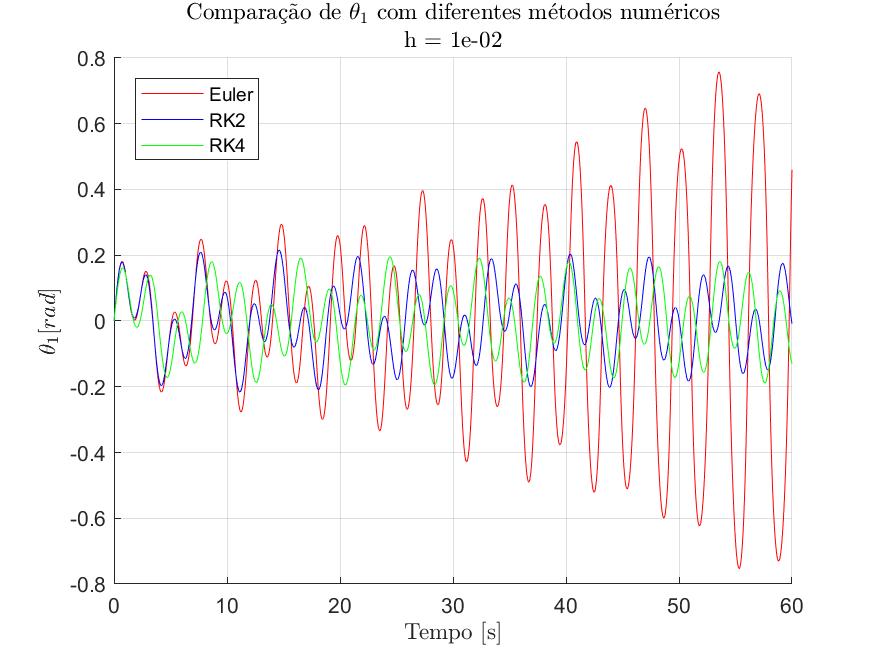 Comparação de θ₁ com diferentes métodos numéricos
h = 1e-02
Euler
RK2
RK4
0.8
0.6
0.4
0.2
0
-0.2
-0.4
-0.6
-0.8
θ₁[rad]
0 10 20 30 40 50 60
Tempo [s]